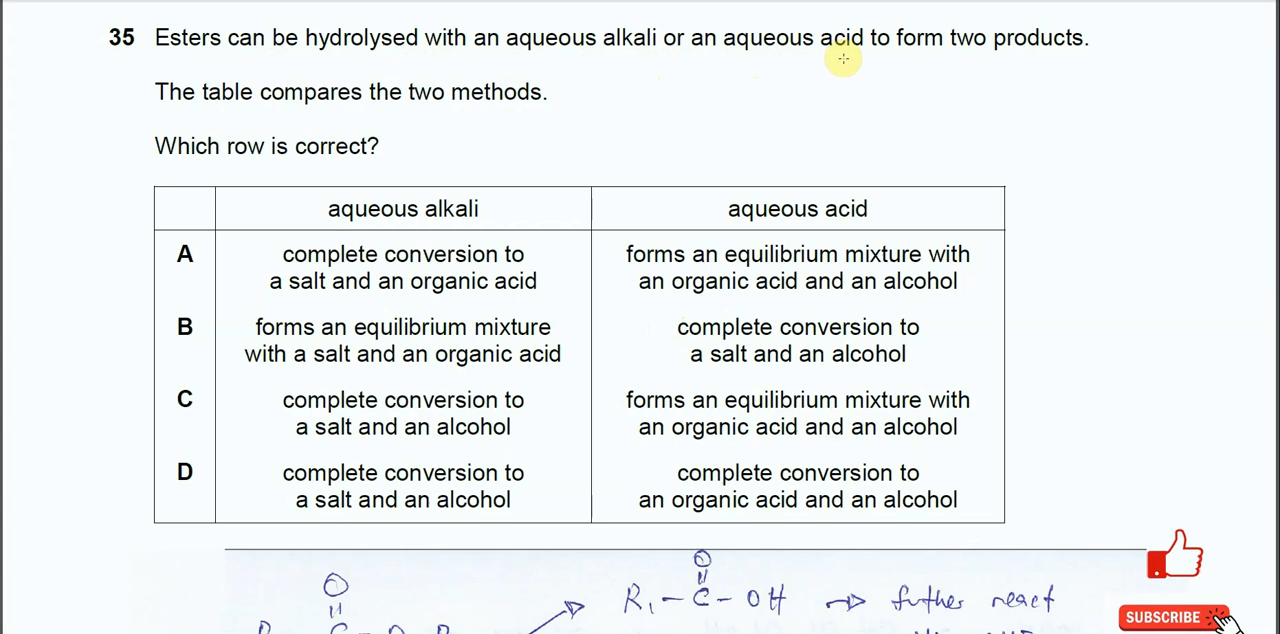 35 Esters can be hydrolysed with an aqueous alkali or an aqueous acid to form two products.
The table compares the two methods.
Which row is correct?
aqueous alkali aqueous acid
A complete conversion to forms an equilibrium mixture with
a salt and an organic acid an organic acid and an alcohol
B forms an equilibrium mixture complete conversion to
with a salt and an organic acid a salt and an alcohol
C complete conversion to forms an equilibrium mixture with
a salt and an alcohol an organic acid and an alcohol
D complete conversion to complete conversion to
a salt and an alcohol an organic acid and an alcohol
O
O
R₁ – C – OH futher react
SUBSCRIBE